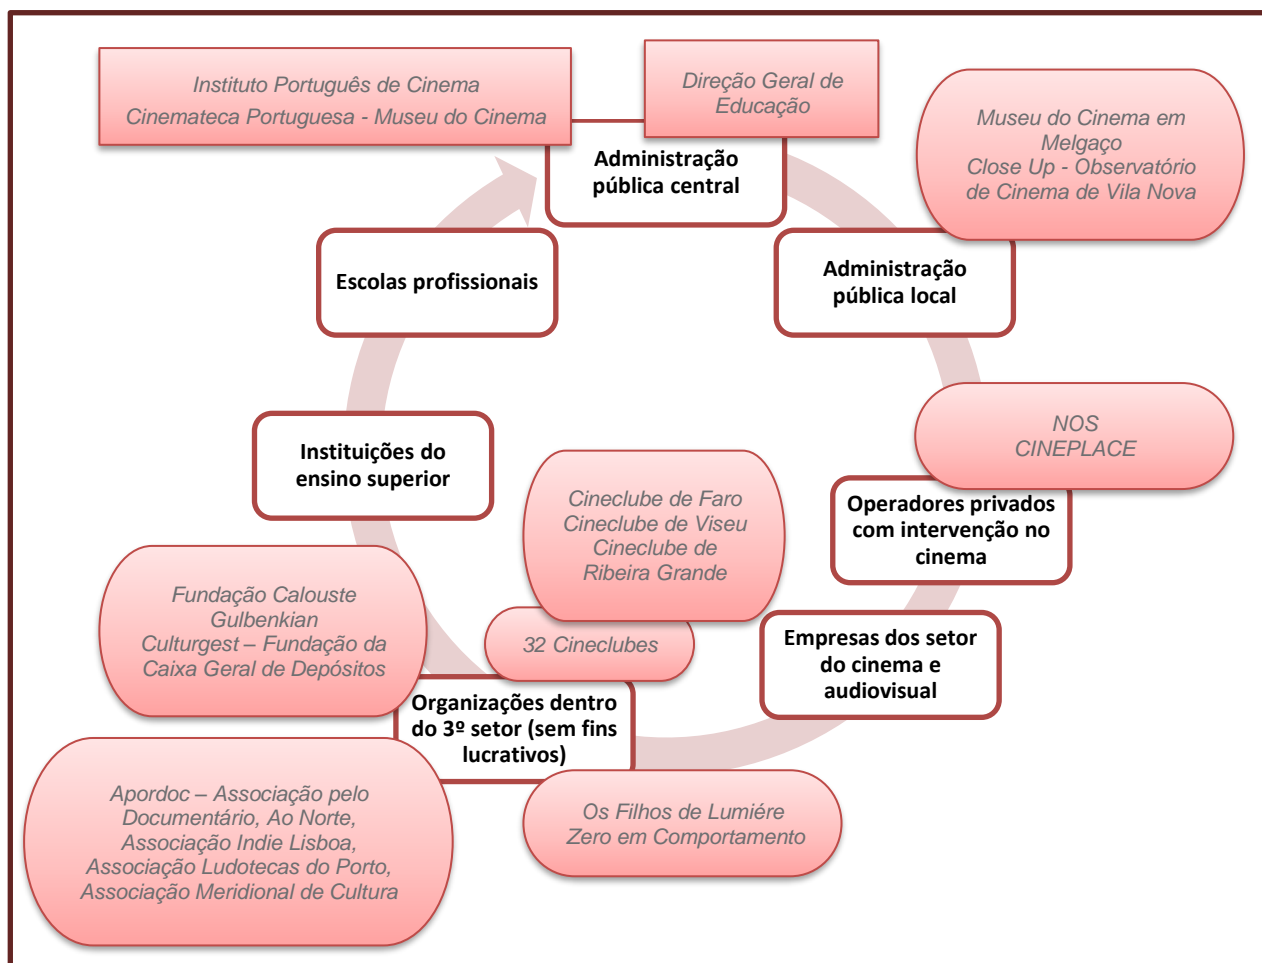 Instituto Português de Cinema
Cinemateca Portuguesa - Museu do Cinema
Direção Geral de
Educação
Administração
pública central
Museu do Cinema em
Melgaço
Close Up - Observatório
de Cinema de Vila Nova
Administração
pública local
Escolas profissionais
NOS
CINEPLACE
Operadores privados
com intervenção no
cinema
Instituições do
ensino superior
Cineclube de Faro
Cineclube de Viseu
Cineclube de
Ribeira Grande
32 Cineclubes
Empresas dos setor
do cinema e
audiovisual
Fundação Calouste
Gulbenkian
Culturgest – Fundação da
Caixa Geral de Depósitos
Organizações dentro
do 3º setor (sem fins
lucrativos)
Apordoc – Associação pelo
Documentário, Ao Norte,
Associação Indie Lisboa,
Associação Ludotecas do Porto,
Associação Meridional de Cultura
Os Filhos de Lumiére
Zero em Comportamento